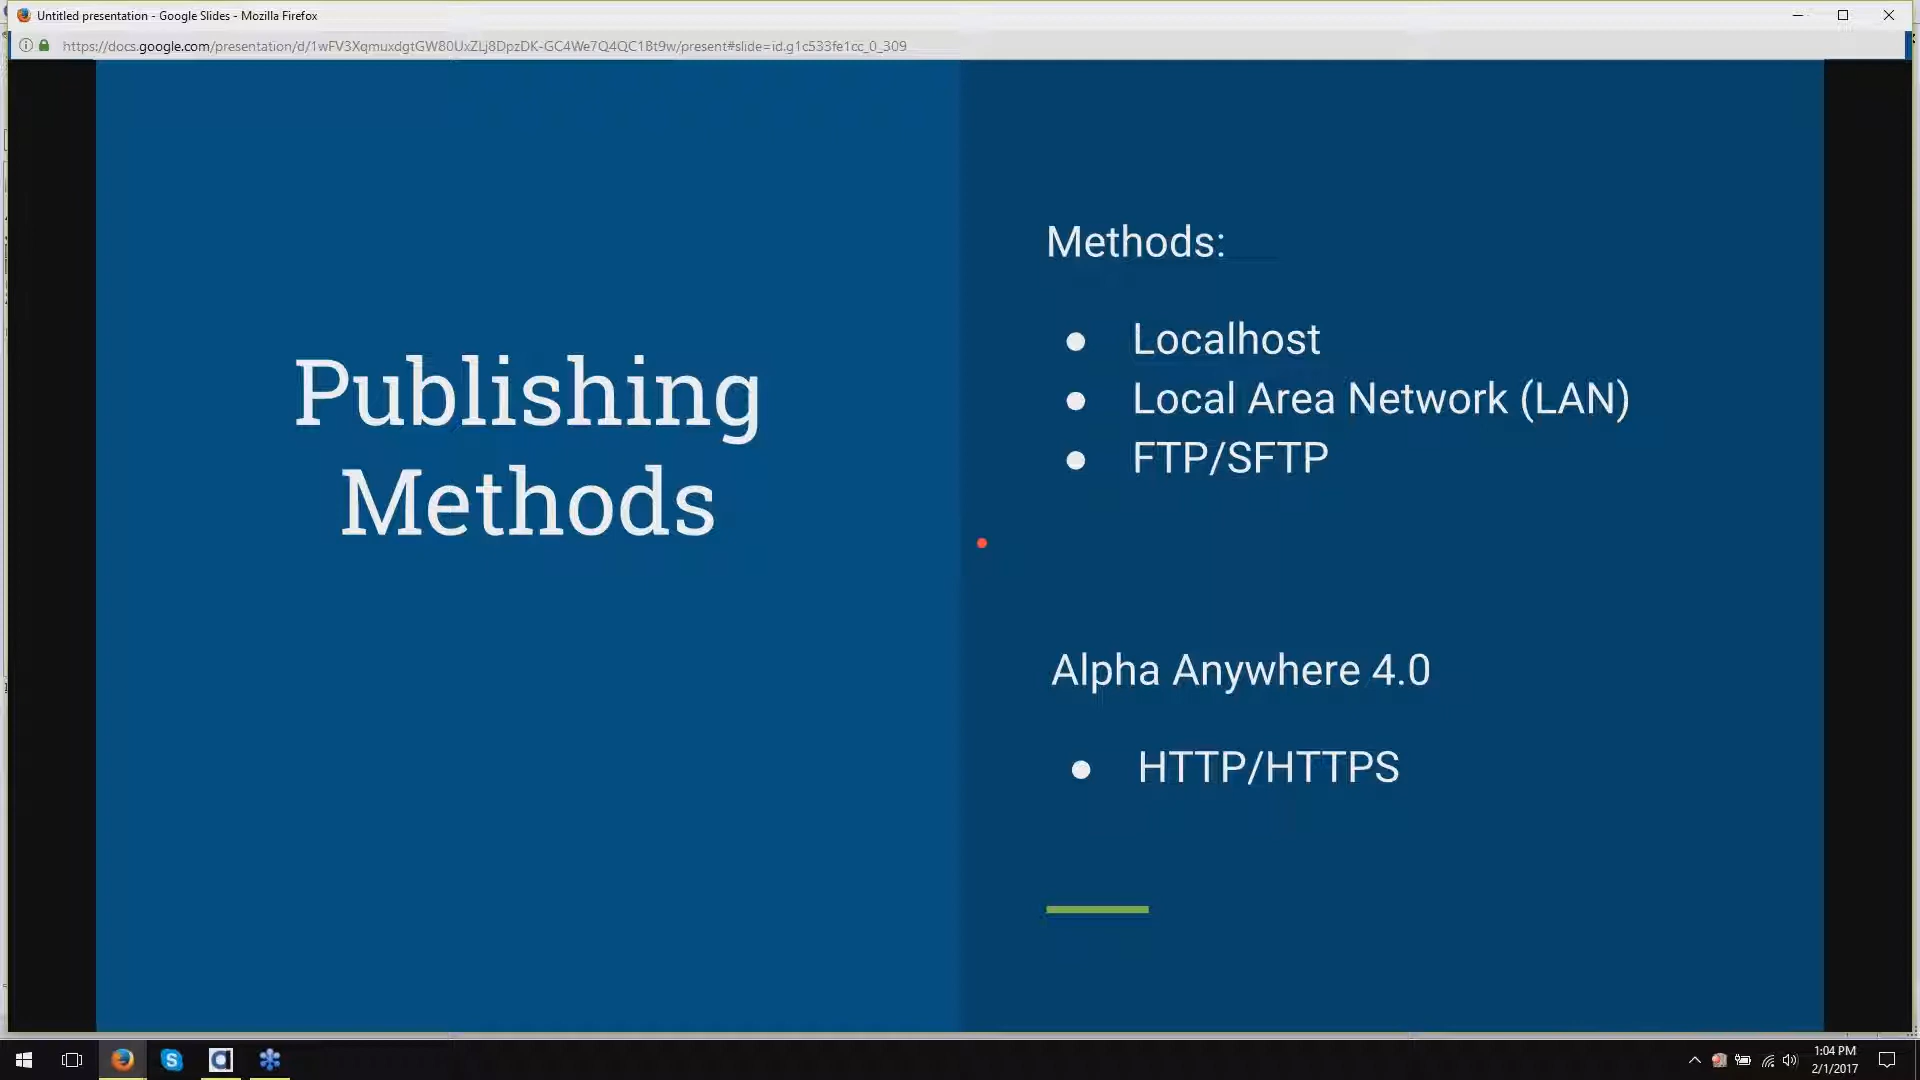 Untitled presentation - Google Slides - Mozilla Firefox
https://docs.google.com/presentation/d/1wFV3XqmuxdgtGW80UxZLj8DpzDK-GC4We7Q4QC1Bt9w/present#slide=id.g1c533fe1cc_0_309
Publishing
Methods
Methods:
● Localhost
● Local Area Network (LAN)
● FTP/SFTP
Alpha Anywhere 4.0
● HTTP/HTTPS
1:04 PM
2/1/2017